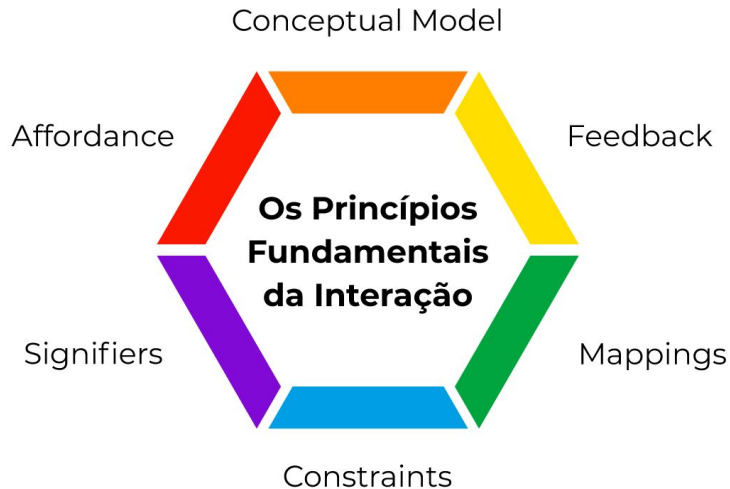 Conceptual Model
Affordance
Feedback
Os Princípios
Fundamentais
da Interação
Signifiers
Mappings
Constraints